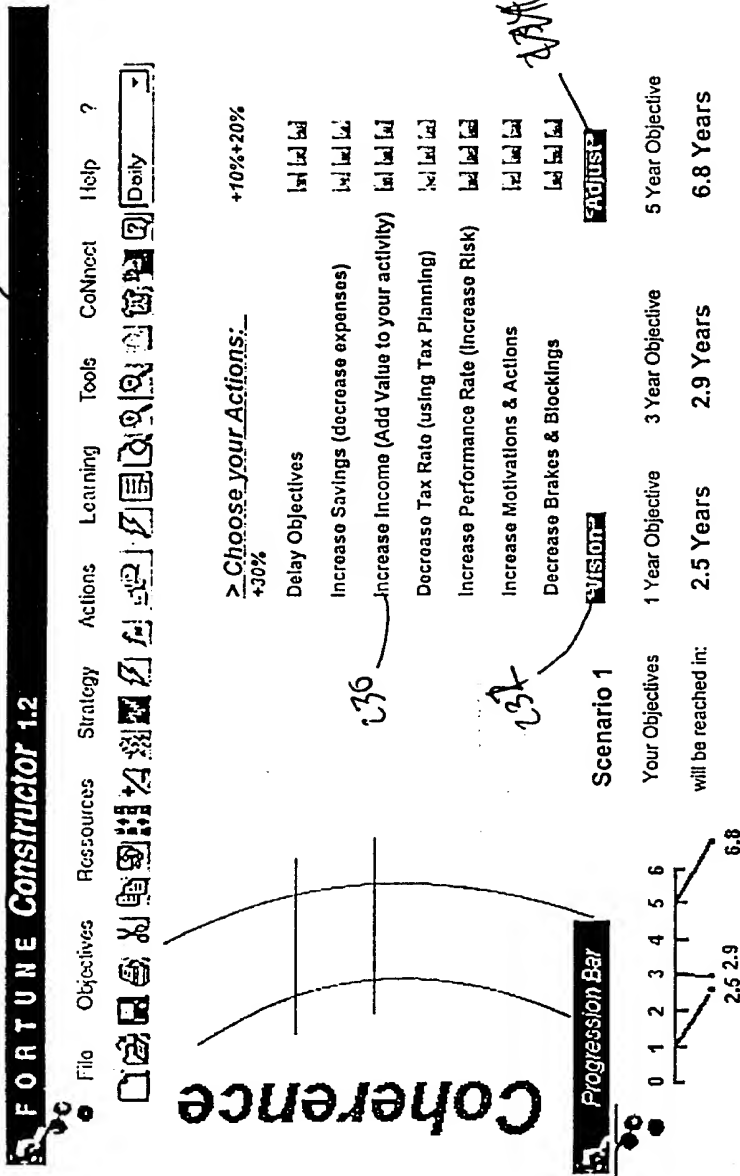 FORTUNE Constructor 1.2
File Objectives Ressources Strategy Actions Learning Tools CoNnect Help ?
Daily
> Choose your Actions: +10%+20%
+30%
Delay Objectives
Increase Savings (decrease expenses)
Increase Income (Add Value to your activity)
Decrease Tax Rate (using Tax Planning)
Increase Performance Rate (Increase Risk)
Increase Motivations & Actions
Decrease Brakes & Blockings
236
Vision
Adjust
Coherence
Scenario 1
Your Objectives 1 Year Objective 3 Year Objective 5 Year Objective
will be reached in: 2.5 Years 2.9 Years 6.8 Years
Progression Bar
0 1 2 3 4 5 6
2.5 2.9 6.8